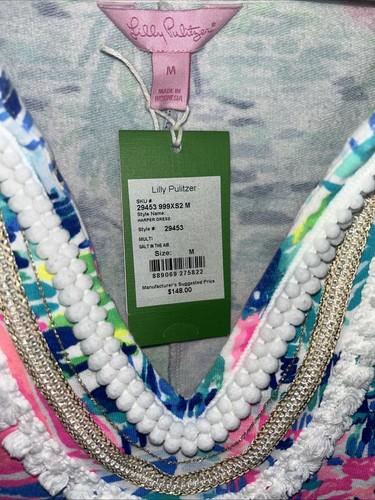 Lilly Pulitzer
M
MADE IN
INDONESIA
Lilly Pulitzer
SKU #
29453 999XS2 M
Style Name:
HARPER DRESS
Style #: 29453
MULTI
SALT IN THE AIR
Size: M
889069 275822
Manufacturer's Suggested Price
$148.00